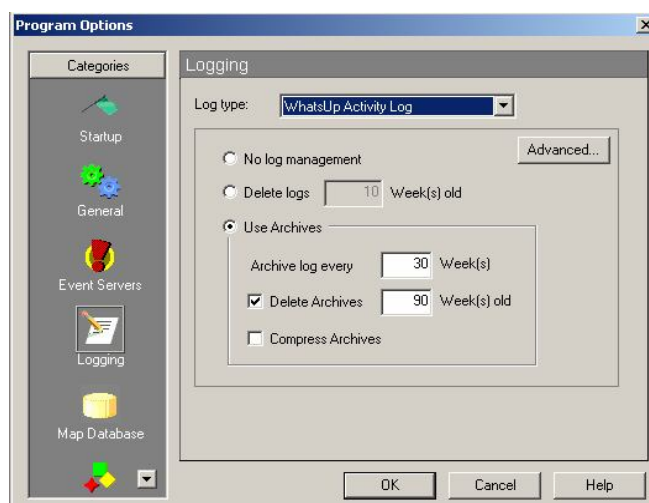 Program Options
Categories
Startup
General
Event Servers
Logging
Map Database
Logging
Log type: WhatsUp Activity Log
Advanced...
No log management
Delete logs 10 Week(s) old
Use Archives
Archive log every 30 Week(s)
Delete Archives 90 Week(s) old
Compress Archives
OK Cancel Help